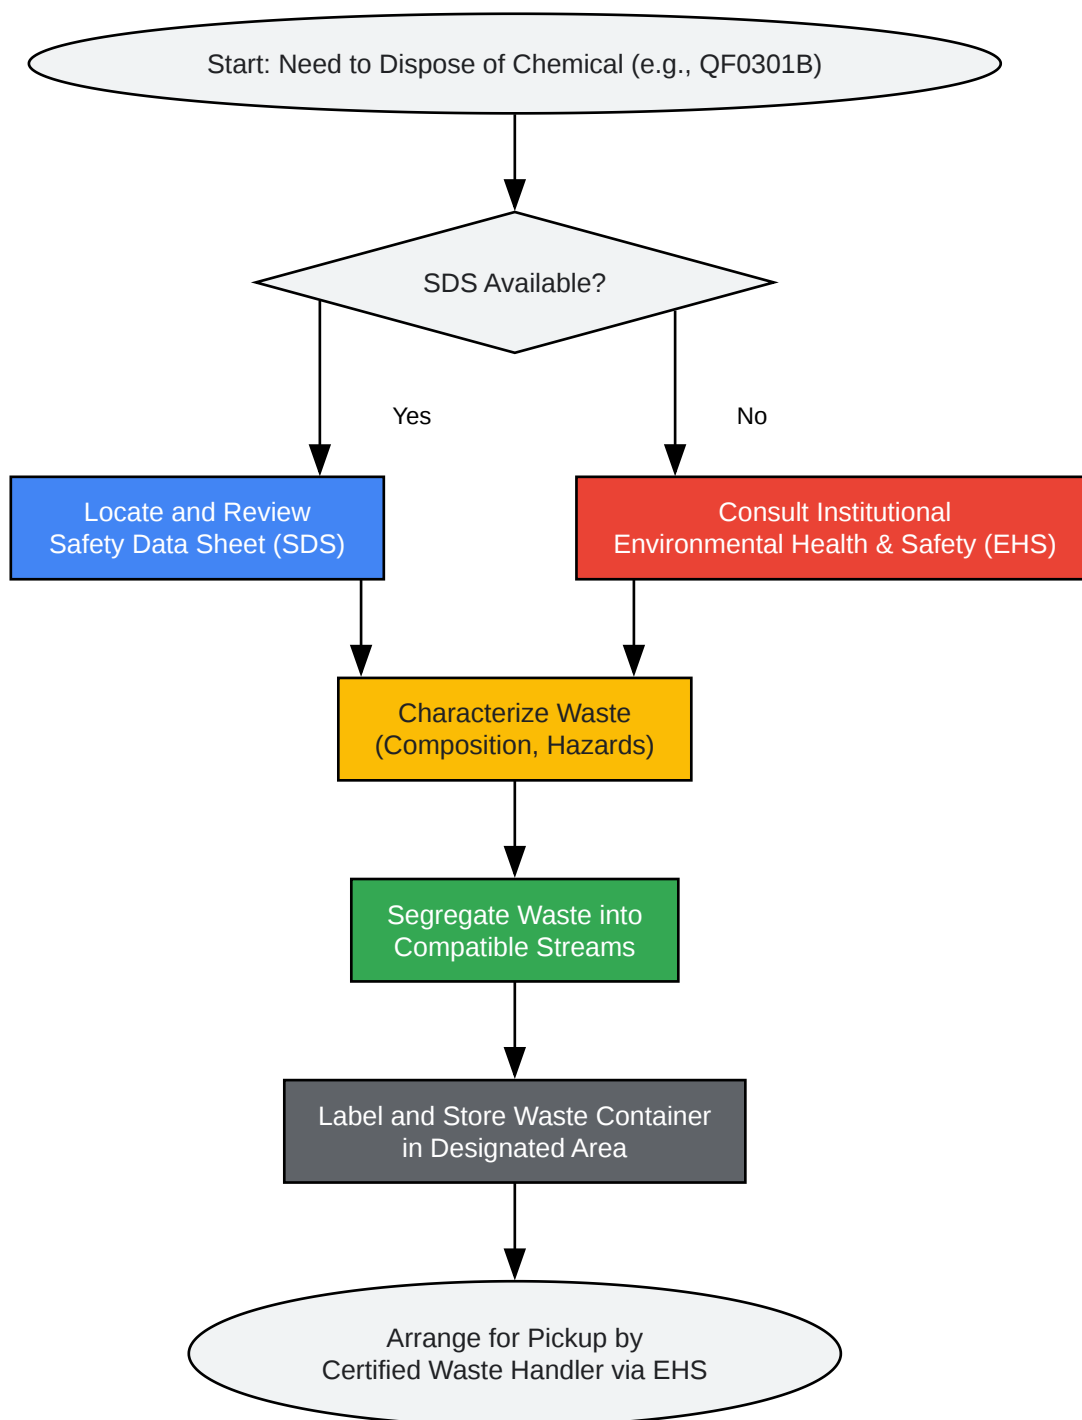 Start: Need to Dispose of Chemical (e.g., QF0301B)
SDS Available?
Yes
No
Locate and Review
Safety Data Sheet (SDS)
Consult Institutional
Environmental Health & Safety (EHS)
Characterize Waste
(Composition, Hazards)
Segregate Waste into
Compatible Streams
Label and Store Waste Container
in Designated Area
Arrange for Pickup by
Certified Waste Handler via EHS